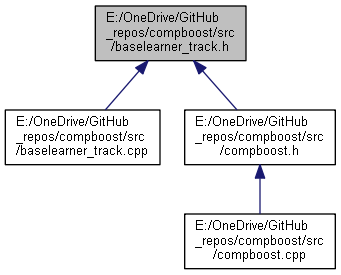 E:/OneDrive/GitHub
_repos/compboost/src
/baselearner_track.h
E:/OneDrive/GitHub
_repos/compboost/src
/baselearner_track.cpp
E:/OneDrive/GitHub
_repos/compboost/src
/compboost.h
E:/OneDrive/GitHub
_repos/compboost/src
/compboost.cpp